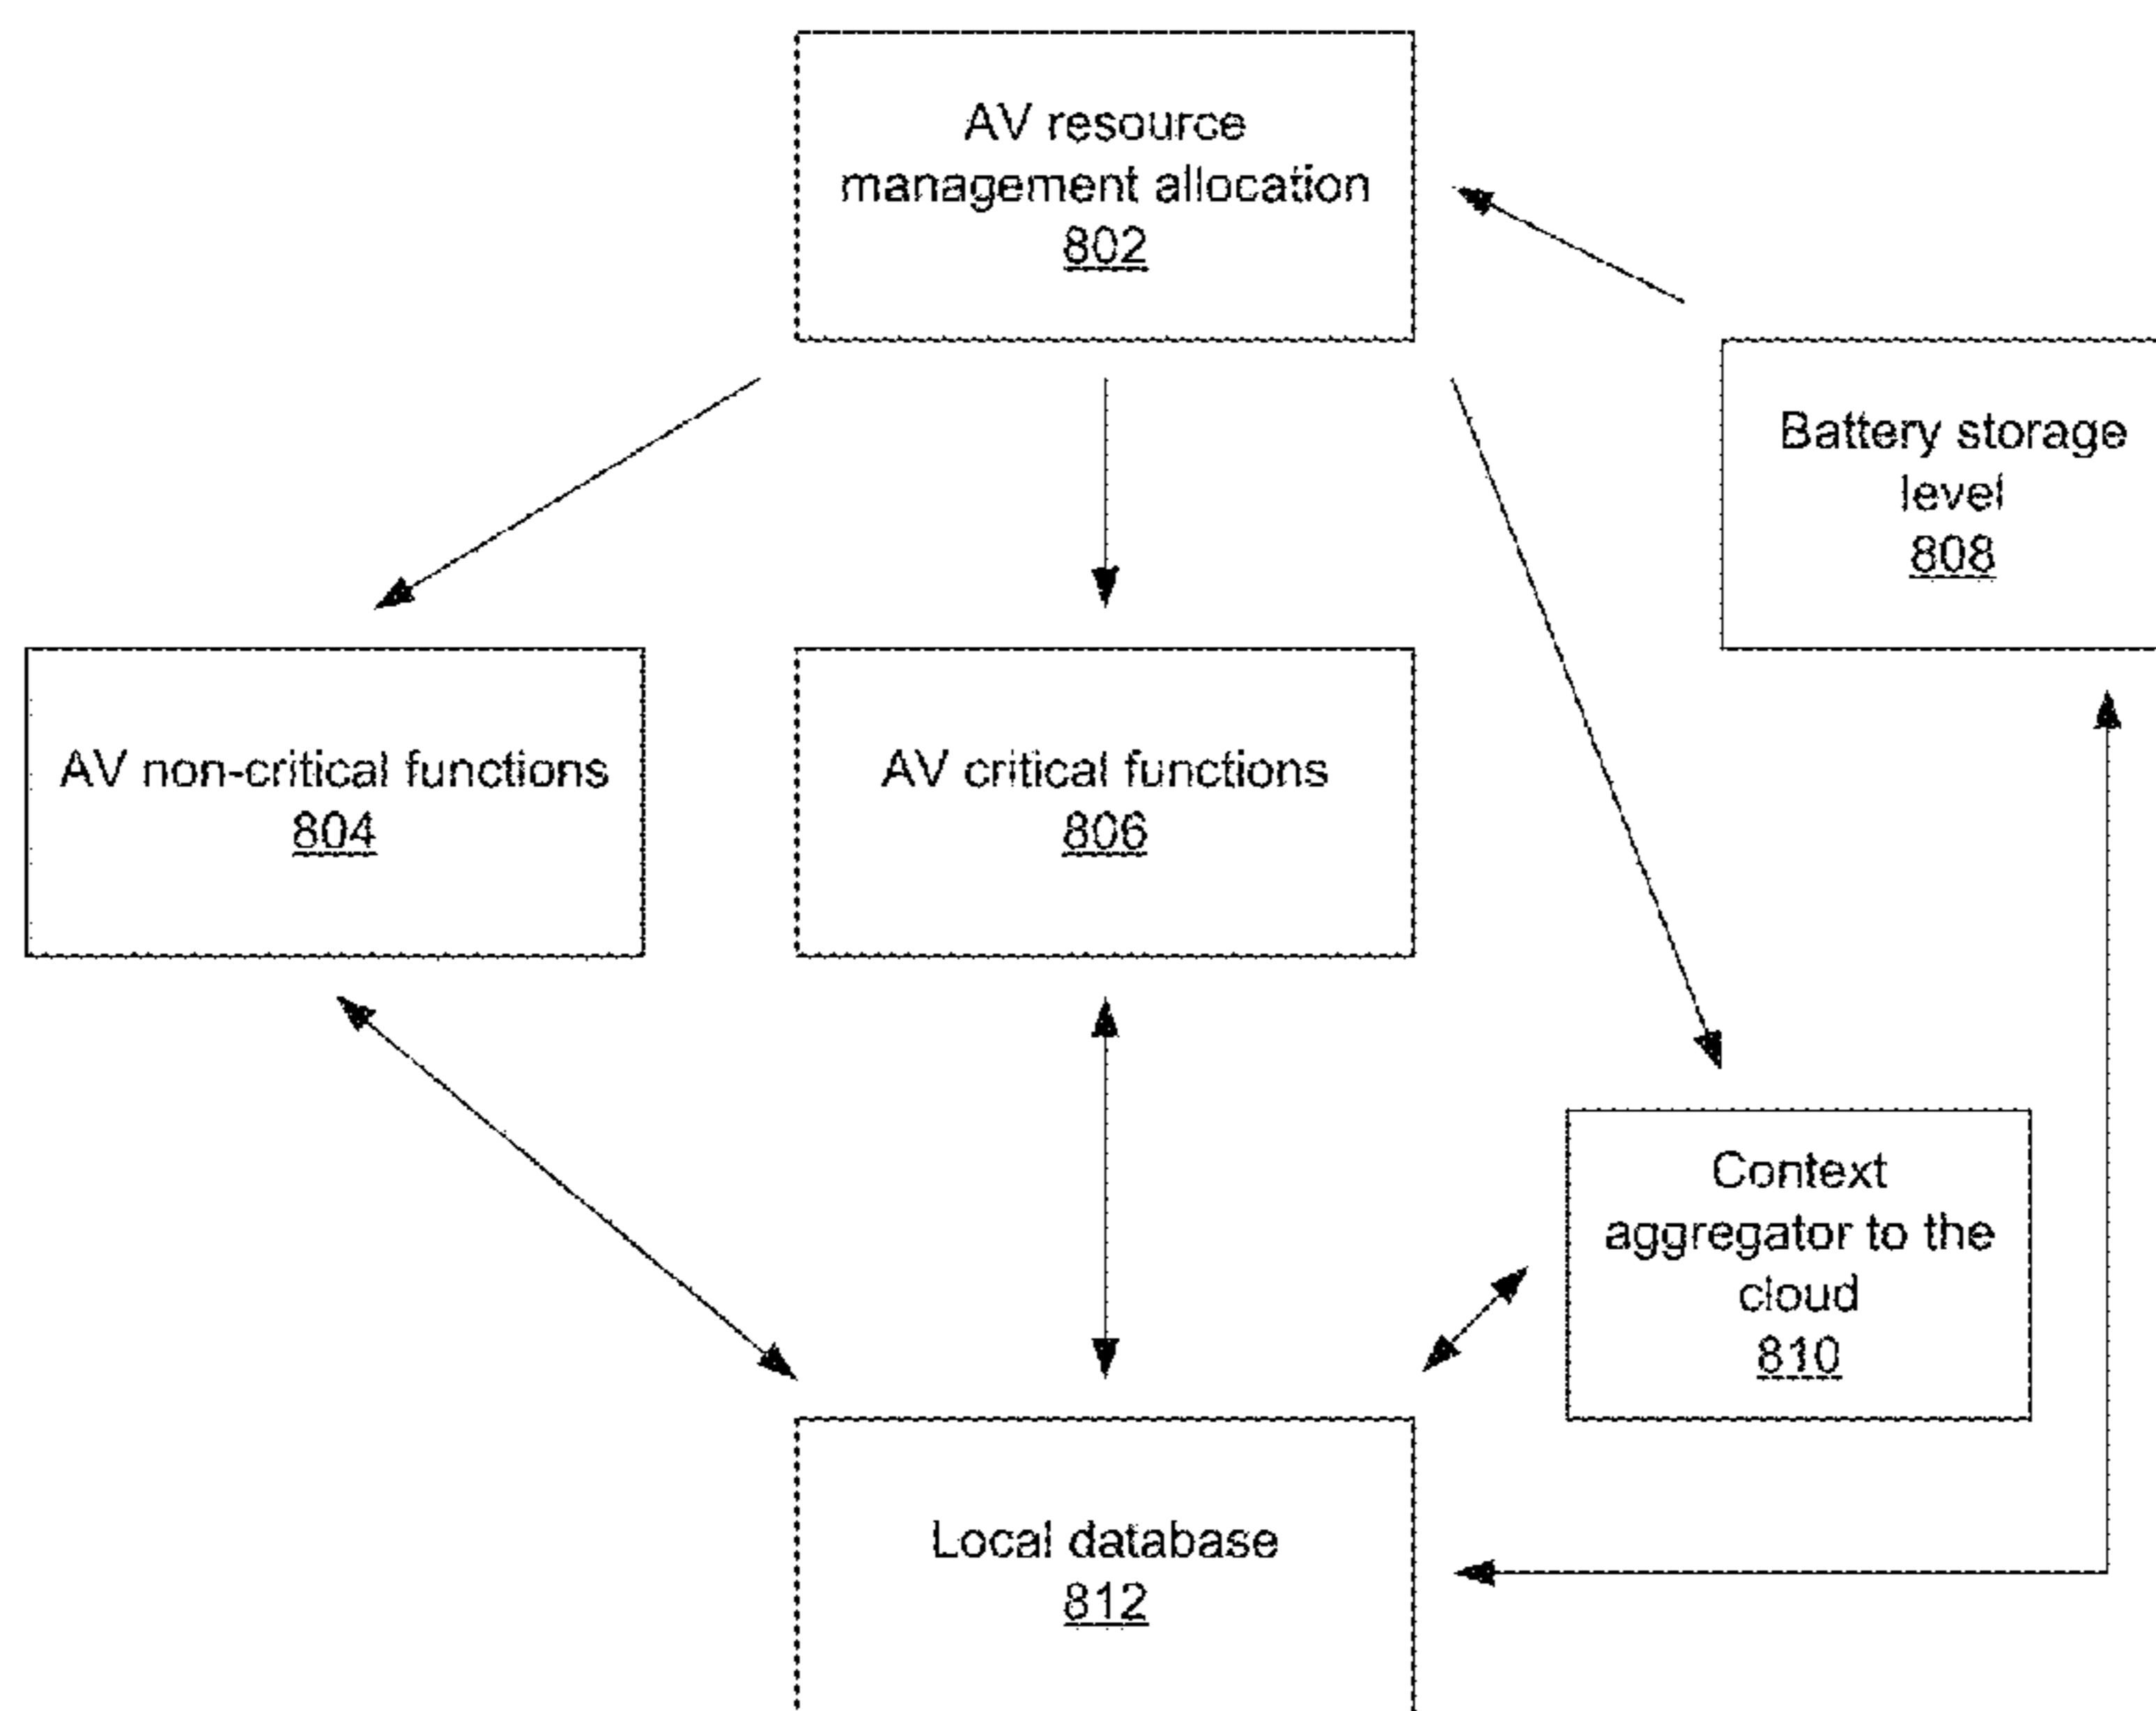 AV resource
management allocation
802
Battery storage
level
808
AV non-critical functions
804
AV critical functions
806
Context
aggregator to the
cloud
810
Local database
812